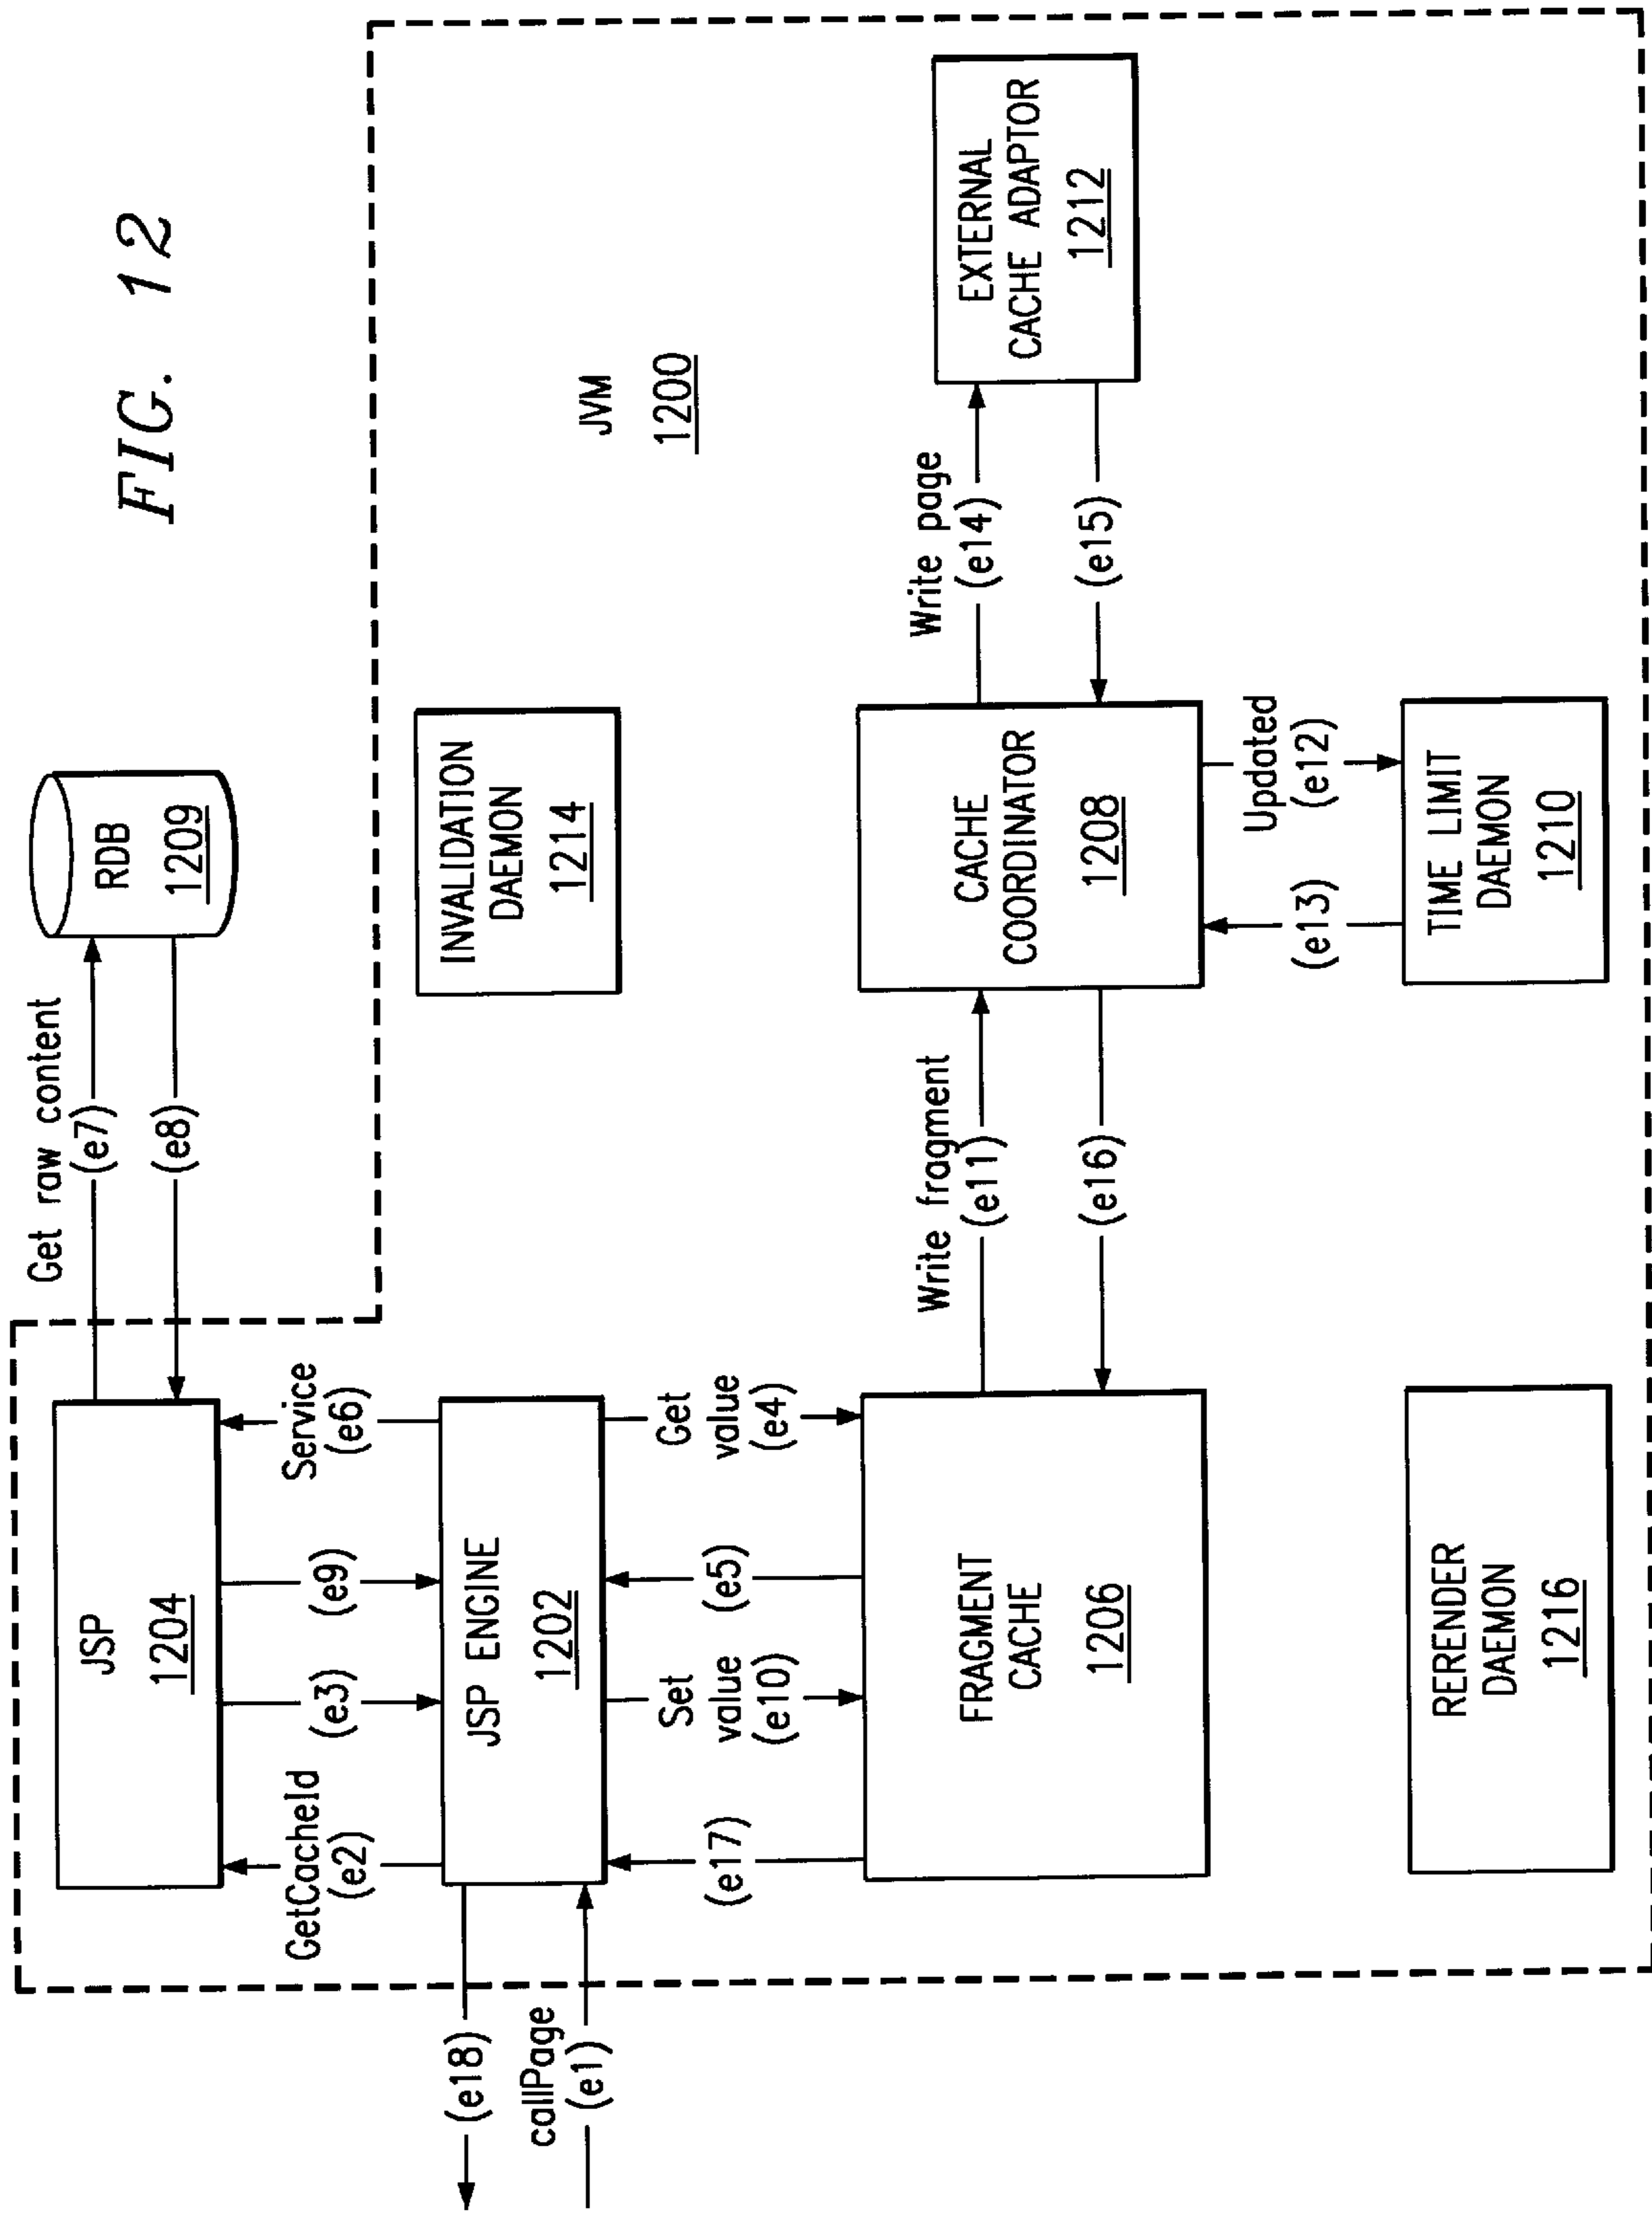 FIG. 12
JSP
1204
Get raw content
(e7)
(e8)
RDB
1209
GetCacheId
(e2)
(e3)
(e9)
Service
(e6)
(e18)
callPage
(e1)
JSP ENGINE
1202
INVALIDATION
DAEMON
1214
JVM
1200
(e17)
Set
value
(e10)
(e5)
Get
value
(e4)
FRAGMENT
CACHE
1206
Write fragment
(e11)
(e16)
CACHE
COORDINATOR
1208
Write page
(e14)
(e15)
EXTERNAL
CACHE ADAPTOR
1212
(e13)
Updated
(e12)
RERENDER
DAEMON
1216
TIME LIMIT
DAEMON
1210